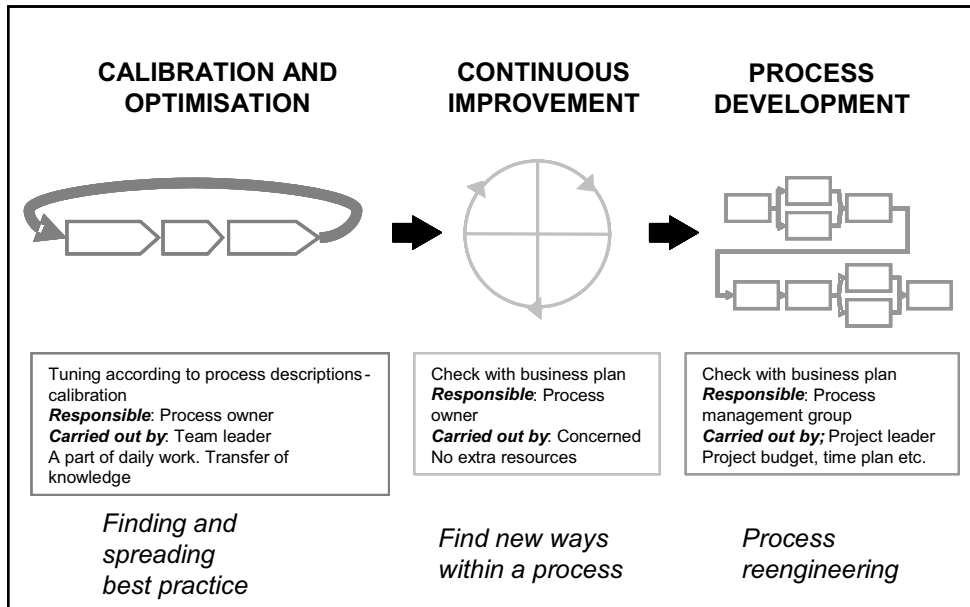 CALIBRATION AND
OPTIMISATION
CONTINUOUS
IMPROVEMENT
PROCESS
DEVELOPMENT
Tuning according to process descriptions-
calibration
Responsible: Process owner
Carried out by: Team leader
A part of daily work. Transfer of
knowledge
Check with business plan
Responsible: Process
owner
Carried out by: Concerned
No extra resources
Check with business plan
Responsible: Process
management group
Carried out by; Project leader
Project budget, time plan etc.
Finding and
spreading
best practice
Find new ways
within a process
Process
reengineering